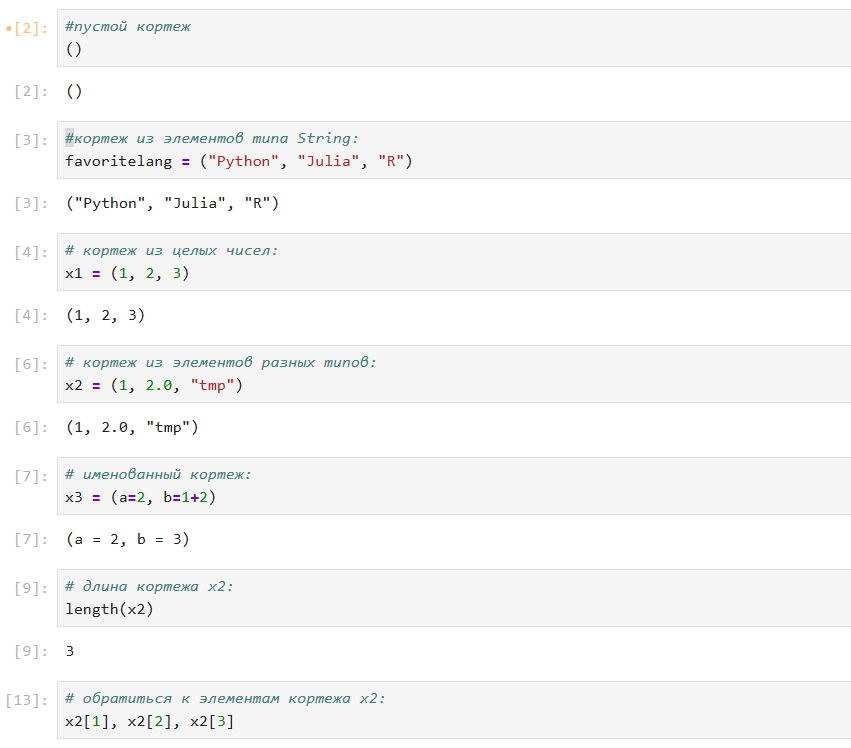 •[2]: #пустой кортеж
()
[2]: ()
[3]: #кортеж из элементов типа String:
favoritelang = ("Python", "Julia", "R")
[3]: ("Python", "Julia", "R")
[4]: # кортеж из целых чисел:
x1 = (1, 2, 3)
[4]: (1, 2, 3)
[6]: # кортеж из элементов разных типов:
x2 = (1, 2.0, "tmp")
[6]: (1, 2.0, "tmp")
[7]: # именованный кортеж:
x3 = (a=2, b=1+2)
[7]: (a = 2, b = 3)
[9]: # длина кортежа x2:
length(x2)
[9]: 3
[13]: # обратиться к элементам кортежа x2:
x2[1], x2[2], x2[3]